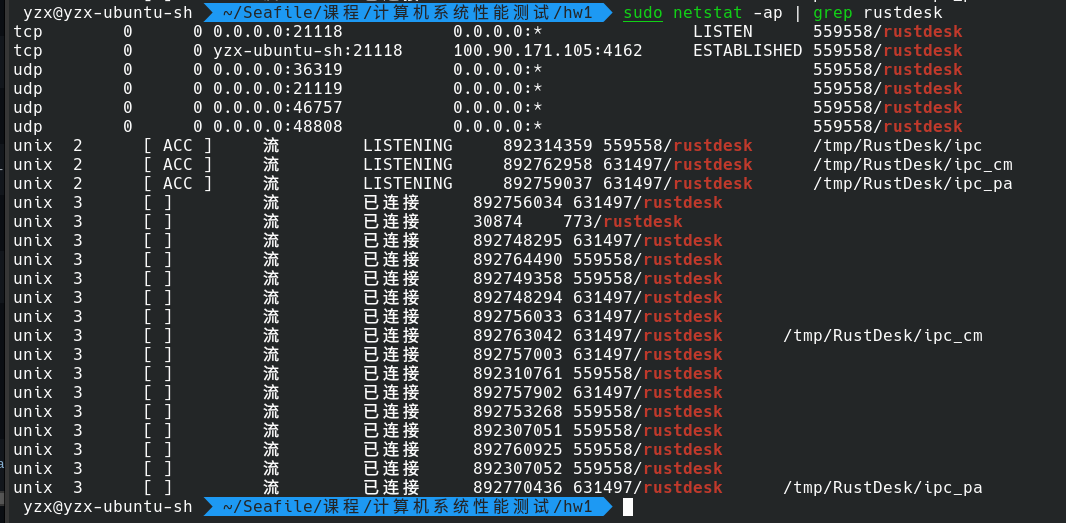 yzx@yzx-ubuntu-sh ~/Seafile/课程/计算机系统性能测试/hw1 sudo netstat -ap | grep rustdesk
tcp 0 0 0.0.0.0:21118 0.0.0.0:* LISTEN 559558/rustdesk
tcp 0 0 yzx-ubuntu-sh:21118 100.90.171.105:4162 ESTABLISHED 559558/rustdesk
udp 0 0 0.0.0.0:36319 0.0.0.0:* 559558/rustdesk
udp 0 0 0.0.0.0:21119 0.0.0.0:* 559558/rustdesk
udp 0 0 0.0.0.0:46757 0.0.0.0:* 559558/rustdesk
udp 0 0 0.0.0.0:48808 0.0.0.0:* 559558/rustdesk
unix 2 [ ACC ] 流 LISTENING 892314359 559558/rustdesk /tmp/RustDesk/ipc
unix 2 [ ACC ] 流 LISTENING 892762958 631497/rustdesk /tmp/RustDesk/ipc_cm
unix 2 [ ACC ] 流 LISTENING 892759037 631497/rustdesk /tmp/RustDesk/ipc_pa
unix 3 [ ] 流 已连接 892756034 631497/rustdesk
unix 3 [ ] 流 已连接 30874 773/rustdesk
unix 3 [ ] 流 已连接 892748295 631497/rustdesk
unix 3 [ ] 流 已连接 892764490 559558/rustdesk
unix 3 [ ] 流 已连接 892749358 559558/rustdesk
unix 3 [ ] 流 已连接 892748294 631497/rustdesk
unix 3 [ ] 流 已连接 892756033 631497/rustdesk
unix 3 [ ] 流 已连接 892763042 631497/rustdesk /tmp/RustDesk/ipc_cm
unix 3 [ ] 流 已连接 892757003 631497/rustdesk
unix 3 [ ] 流 已连接 892310761 559558/rustdesk
unix 3 [ ] 流 已连接 892757902 631497/rustdesk
unix 3 [ ] 流 已连接 892753268 559558/rustdesk
unix 3 [ ] 流 已连接 892307051 559558/rustdesk
unix 3 [ ] 流 已连接 892760925 559558/rustdesk
unix 3 [ ] 流 已连接 892307052 559558/rustdesk
unix 3 [ ] 流 已连接 892770436 631497/rustdesk /tmp/RustDesk/ipc_pa
yzx@yzx-ubuntu-sh ~/Seafile/课程/计算机系统性能测试/hw1